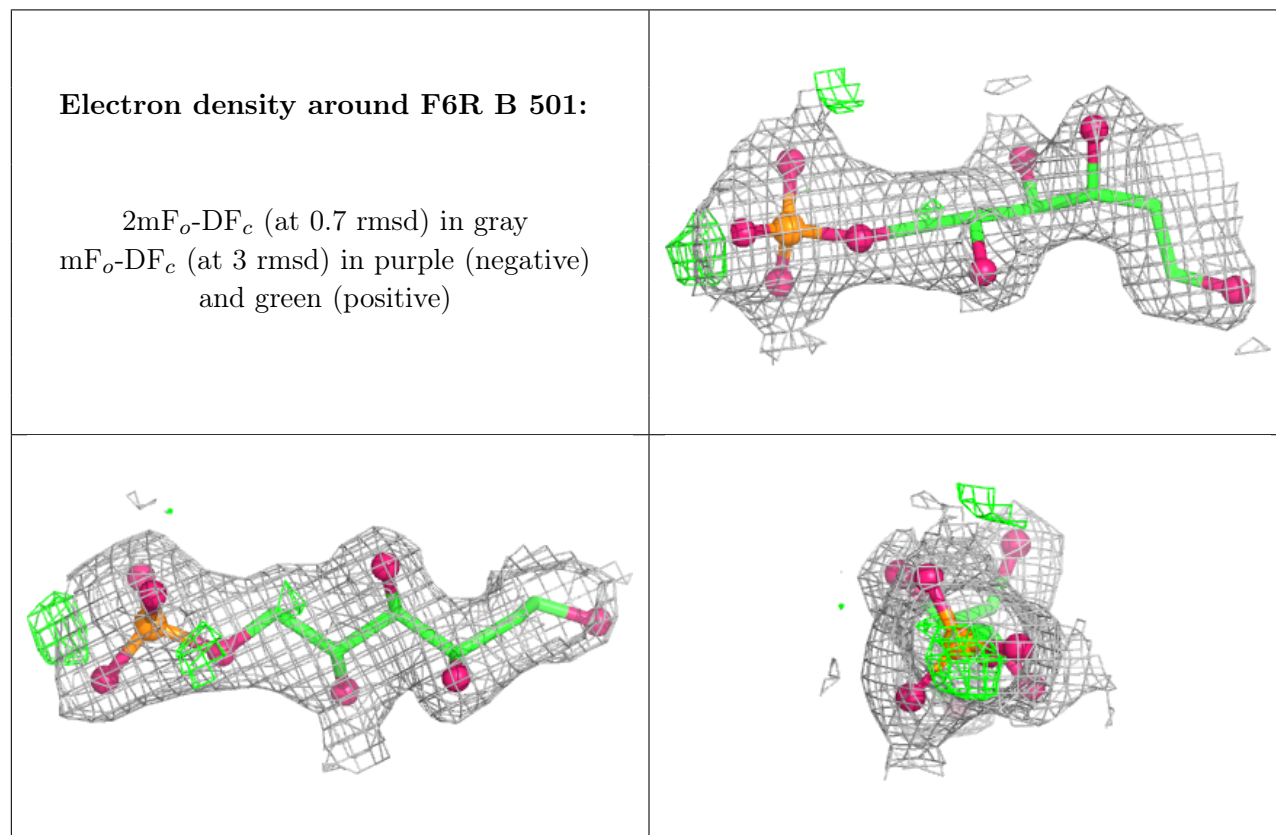 Electron density around F6R B 501:
2mFo-DFc (at 0.7 rmsd) in gray
mFo-DFc (at 3 rmsd) in purple (negative)
and green (positive)